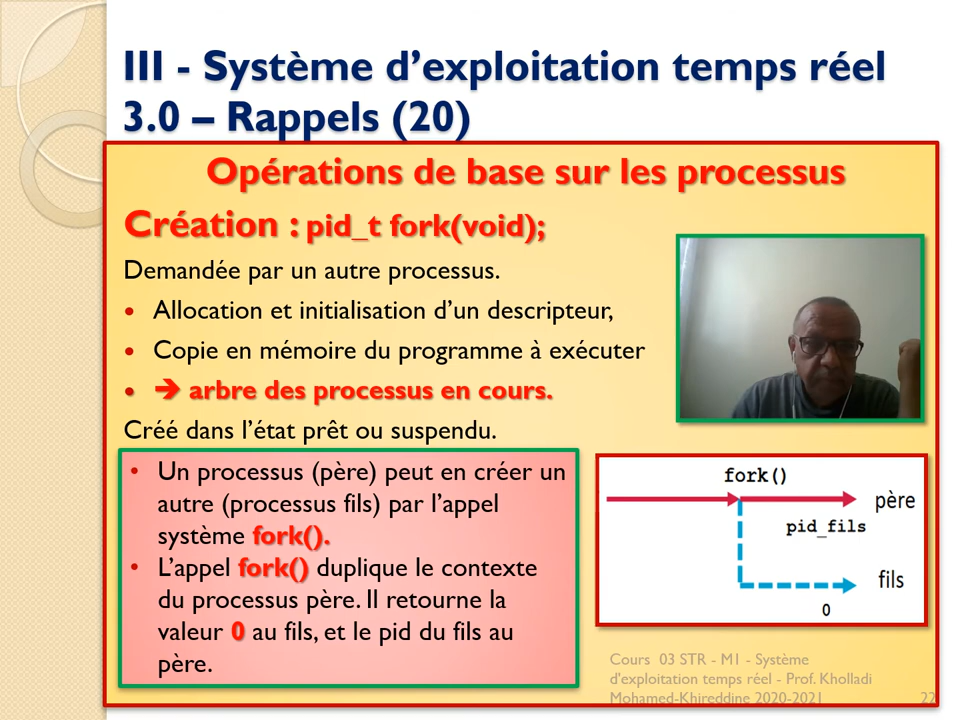 III - Système d'exploitation temps réel
3.0 – Rappels (20)
Opérations de base sur les processus
Création : pid_t fork(void);
Demandée par un autre processus.
• Allocation et initialisation d'un descripteur,
• Copie en mémoire du programme à exécuter
• ➔ arbre des processus en cours.
Créé dans l'état prêt ou suspendu.
• Un processus (père) peut en créer un
autre (processus fils) par l'appel
système fork().
• L'appel fork() duplique le contexte
du processus père. Il retourne la
valeur 0 au fils, et le pid du fils au
père.
fork()
père
pid_fils
fils
0
Cours 03 STR - M1 - Système
d'exploitation temps réel - Prof. Kholladi
Mohamed-Khireddine 2020-2021
22